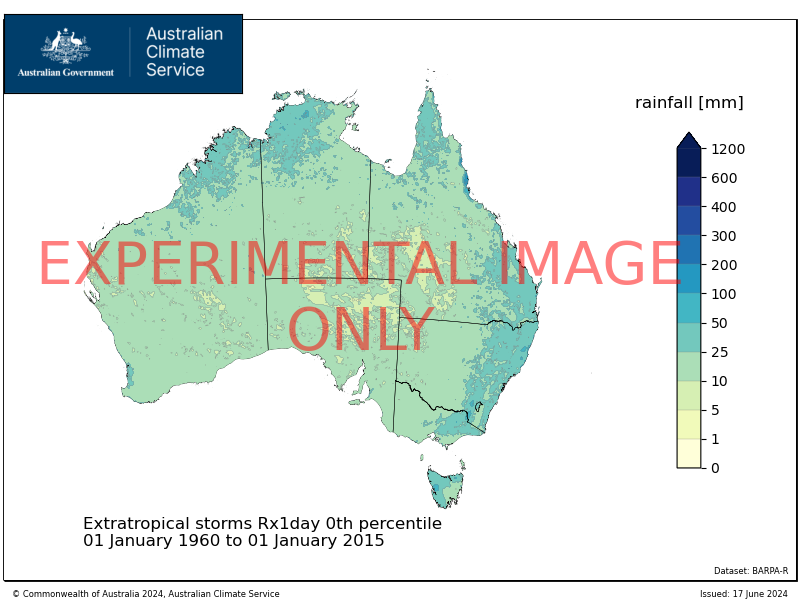 Australian
Climate
Service
Australian Government
rainfall [mm]
1200
600
400
300
200
100
50
25
10
5
1
0
EXPERIMENTAL IMAGE
ONLY
Extratropical storms Rx1day 0th percentile
01 January 1960 to 01 January 2015
Dataset: BARPA-R
© Commonwealth of Australia 2024, Australian Climate Service
Issued: 17 June 2024